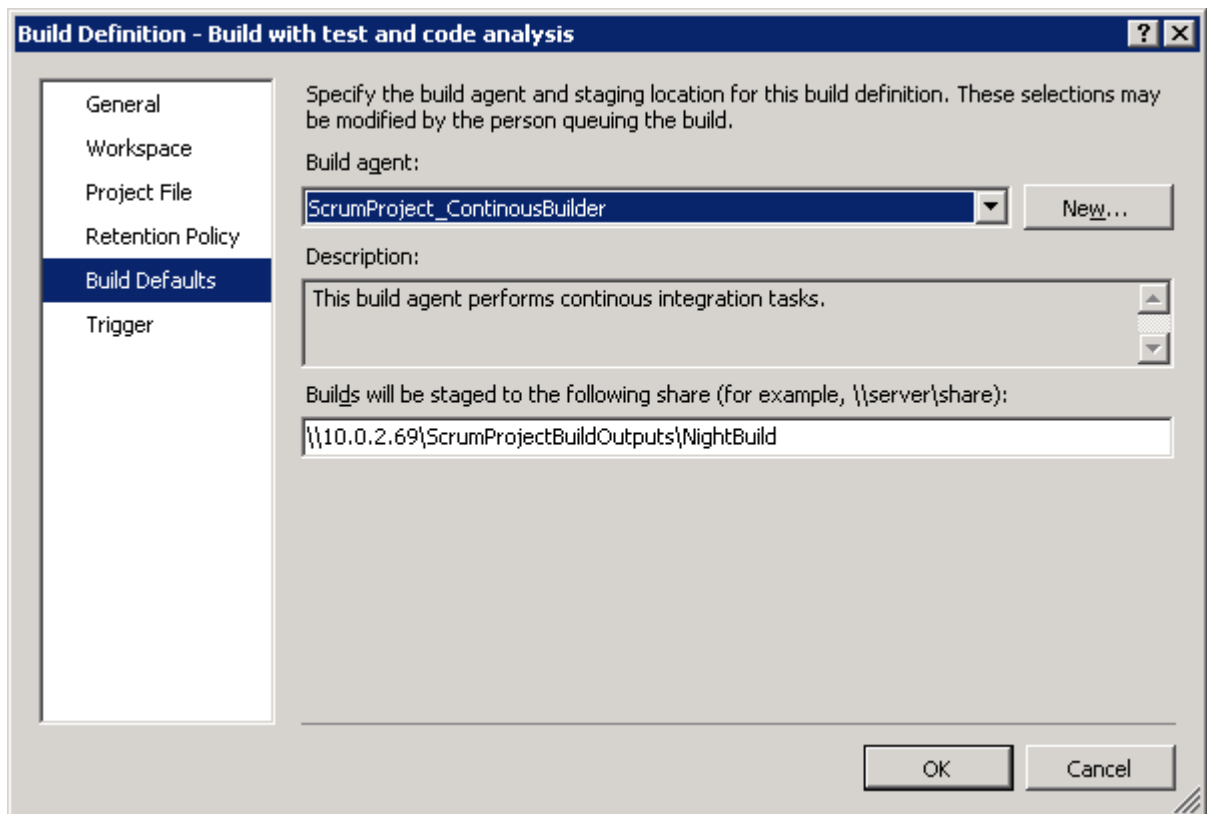 Build Definition - Build with test and code analysis
General
Workspace
Project File
Retention Policy
Build Defaults
Trigger
Specify the build agent and staging location for this build definition. These selections may
be modified by the person queuing the build.
Build agent:
ScrumProject_ContinousBuilder
New...
Description:
This build agent performs continous integration tasks.
Builds will be staged to the following share (for example, \\server\share):
\\10.0.2.69\ScrumProjectBuildOutputs\NightBuild
OK
Cancel